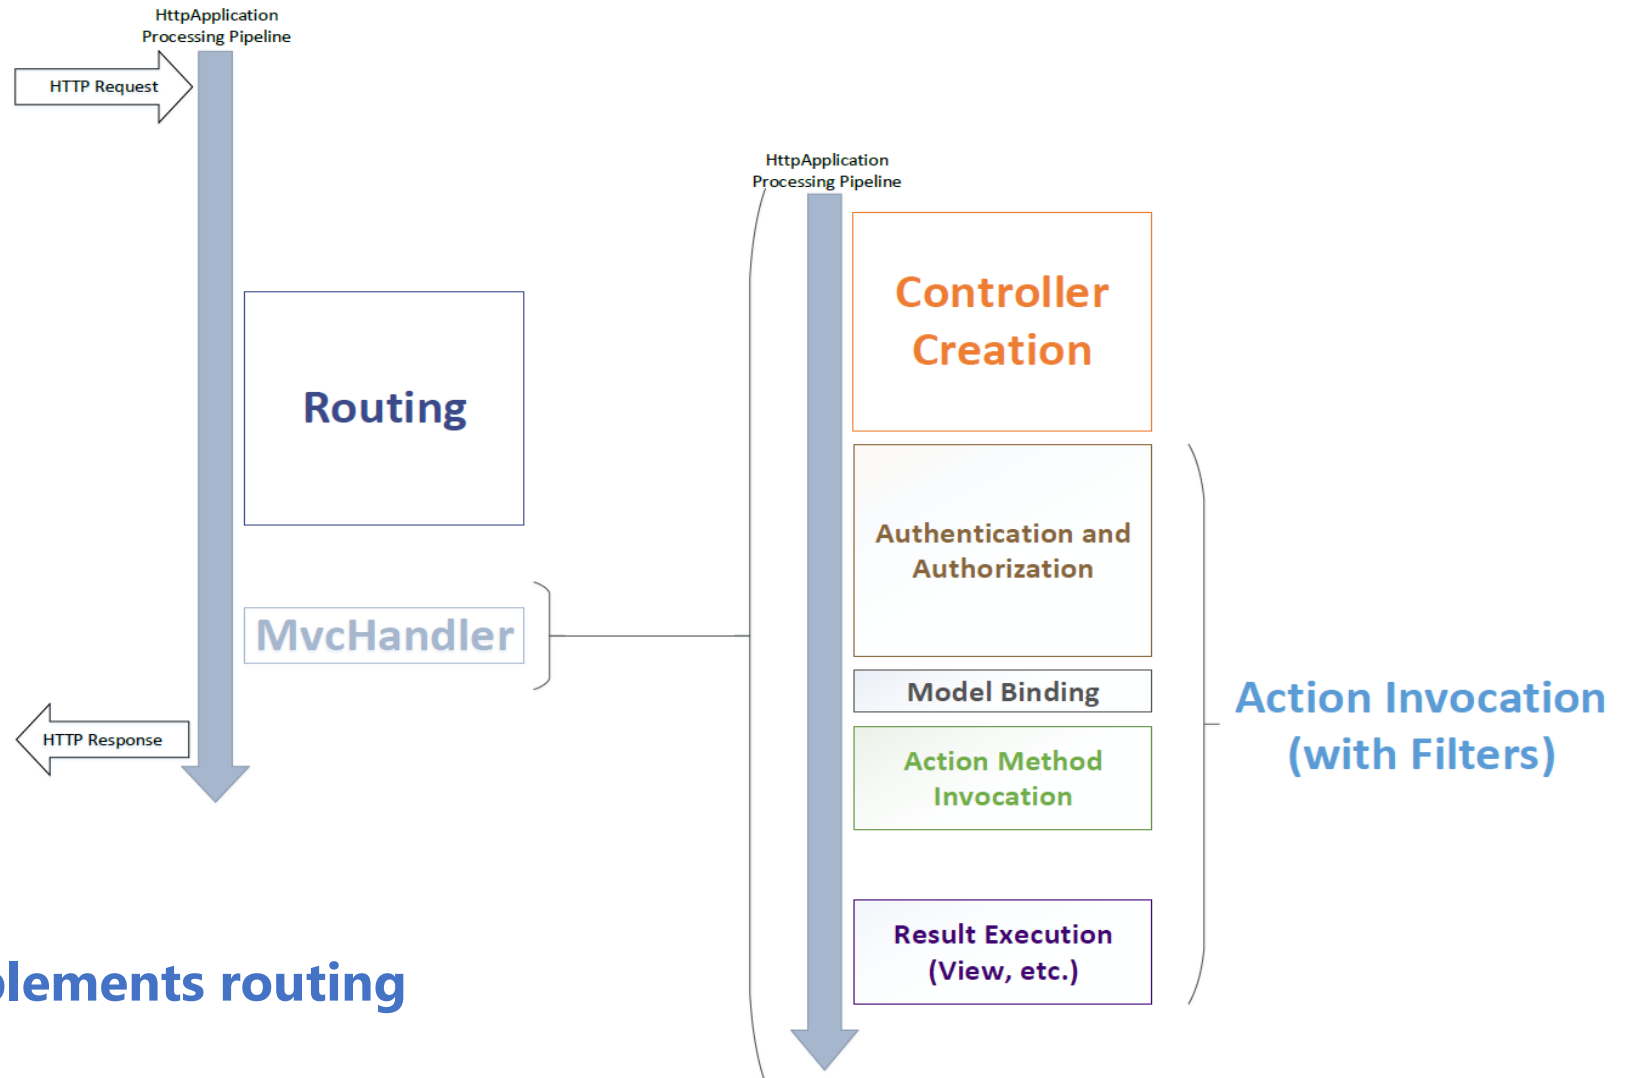 HttpApplication
Processing Pipeline
HTTP Request
Routing
MvcHandler
HTTP Response
HttpApplication
Processing Pipeline
Controller
Creation
Authentication and
Authorization
Model Binding
Action Method
Invocation
Result Execution
(View, etc.)
Action Invocation
(with Filters)
routing